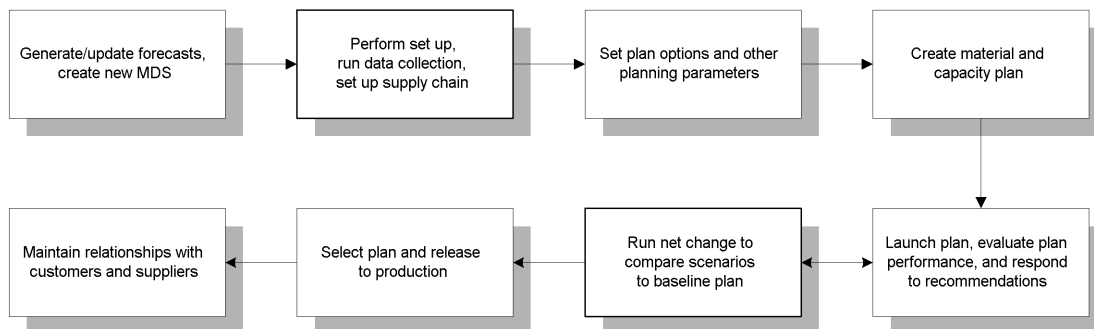 Generate/update forecasts,
create new MDS
Perform set up,
run data collection,
set up supply chain
Set plan options and other
planning parameters
Create material and
capacity plan
Maintain relationships with
customers and suppliers
Select plan and release
to production
Run net change to
compare scenarios
to baseline plan
Launch plan, evaluate plan
performance, and respond
to recommendations